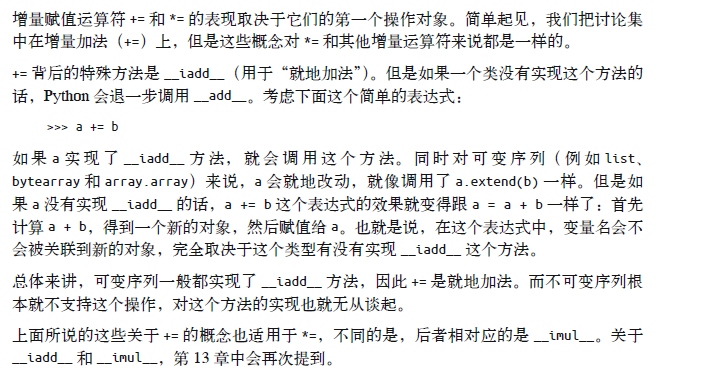 增量赋值运算符 += 和 *= 的表现取决于它们的第一个操作对象。简单起见，我们把讨论集
中在增量加法（+=）上，但是这些概念对 *= 和其他增量运算符来说都是一样的。
+= 背后的特殊方法是 __iadd__（用于“就地加法”）。但是如果一个类没有实现这个方法的
话，Python 会退一步调用 __add__。考虑下面这个简单的表达式：
>>> a += b
如果 a 实现了 __iadd__ 方法，就会调用这个方法。同时对可变序列（例如 list、
bytearray 和 array.array）来说，a 会就地改动，就像调用了 a.extend(b) 一样。但是如
果 a 没有实现 __iadd__ 的话，a += b 这个表达式的效果就变得跟 a = a + b 一样了：首先
计算 a + b，得到一个新的对象，然后赋值给 a。也就是说，在这个表达式中，变量名会不
会被关联到新的对象，完全取决于这个类型有没有实现 __iadd__ 这个方法。
总体来讲，可变序列一般都实现了 __iadd__ 方法，因此 += 是就地加法。而不可变序列根
本就不支持这个操作，对这个方法的实现也就无从谈起。
上面所说的这些关于 += 的概念也适用于 *=，不同的是，后者相对应的是 __imul__。关于
__iadd__ 和 __imul__，第 13 章中会再次提到。